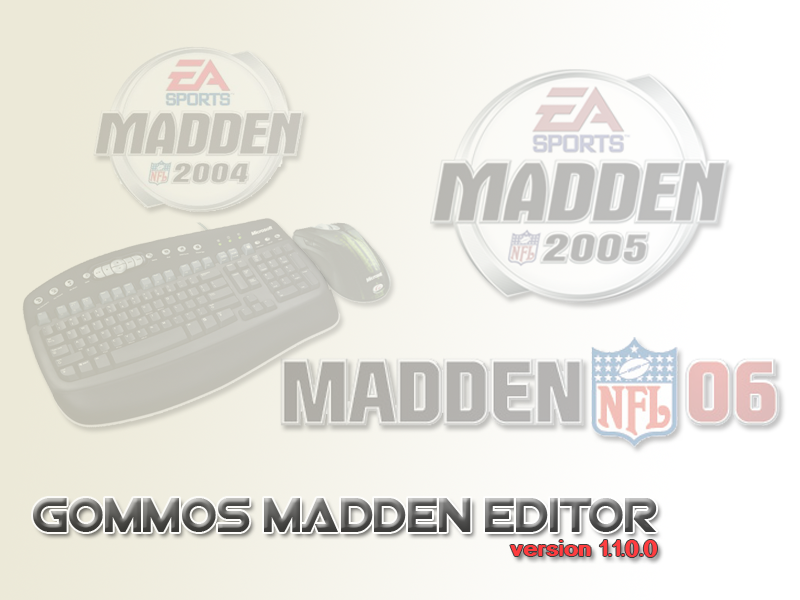 EA
SPORTS
MADDEN
NFL 2004
EA
SPORTS
MADDEN
NFL 2005
Microsoft
MADDEN NFL 06
GOMMOS MADDEN EDITOR
version 1.1.0.0